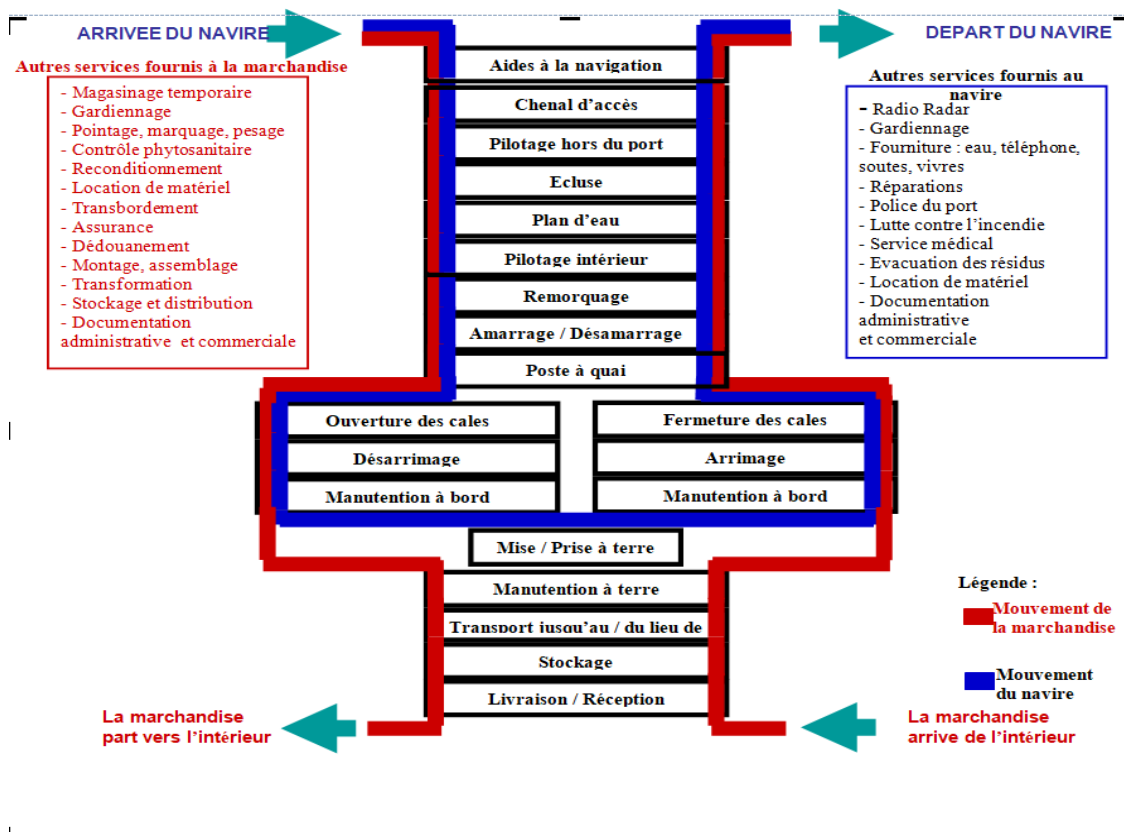 ARRIVEE DU NAVIRE
DEPART DU NAVIRE
Autres services fournis à la marchandise
- Magasinage temporaire
- Gardiennage
- Pointage, marquage, pesage
- Contrôle phytosanitaire
- Reconditionnement
- Location de matériel
- Transbordement
- Assurance
- Dédouanement
- Montage, assemblage
- Transformation
- Stockage et distribution
- Documentation
administrative et commerciale
Aides à la navigation
Chenal d’accès
Pilotage hors du port
Ecluse
Plan d’eau
Pilotage intérieur
Remorquage
Amarrage / Désamarrage
Poste à quai
Autres services fournis au
navire
- Radio Radar
- Gardiennage
- Fourniture : eau, téléphone,
soutes, vivres
- Réparations
- Police du port
- Lutte contre l’incendie
- Service médical
- Evacuation des résidus
- Location de matériel
- Documentation
administrative
et commerciale
Ouverture des cales
Désarrimage
Manutention à bord
Fermeture des cales
Arrimage
Manutention à bord
Mise / Prise à terre
Manutention à terre
Transport jusqu’au / du lieu de
Stockage
Livraison / Réception
Légende :
Mouvement de
la marchandise
Mouvement
du navire
La marchandise
part vers l’intérieur
La marchandise
arrive de l’intérieur